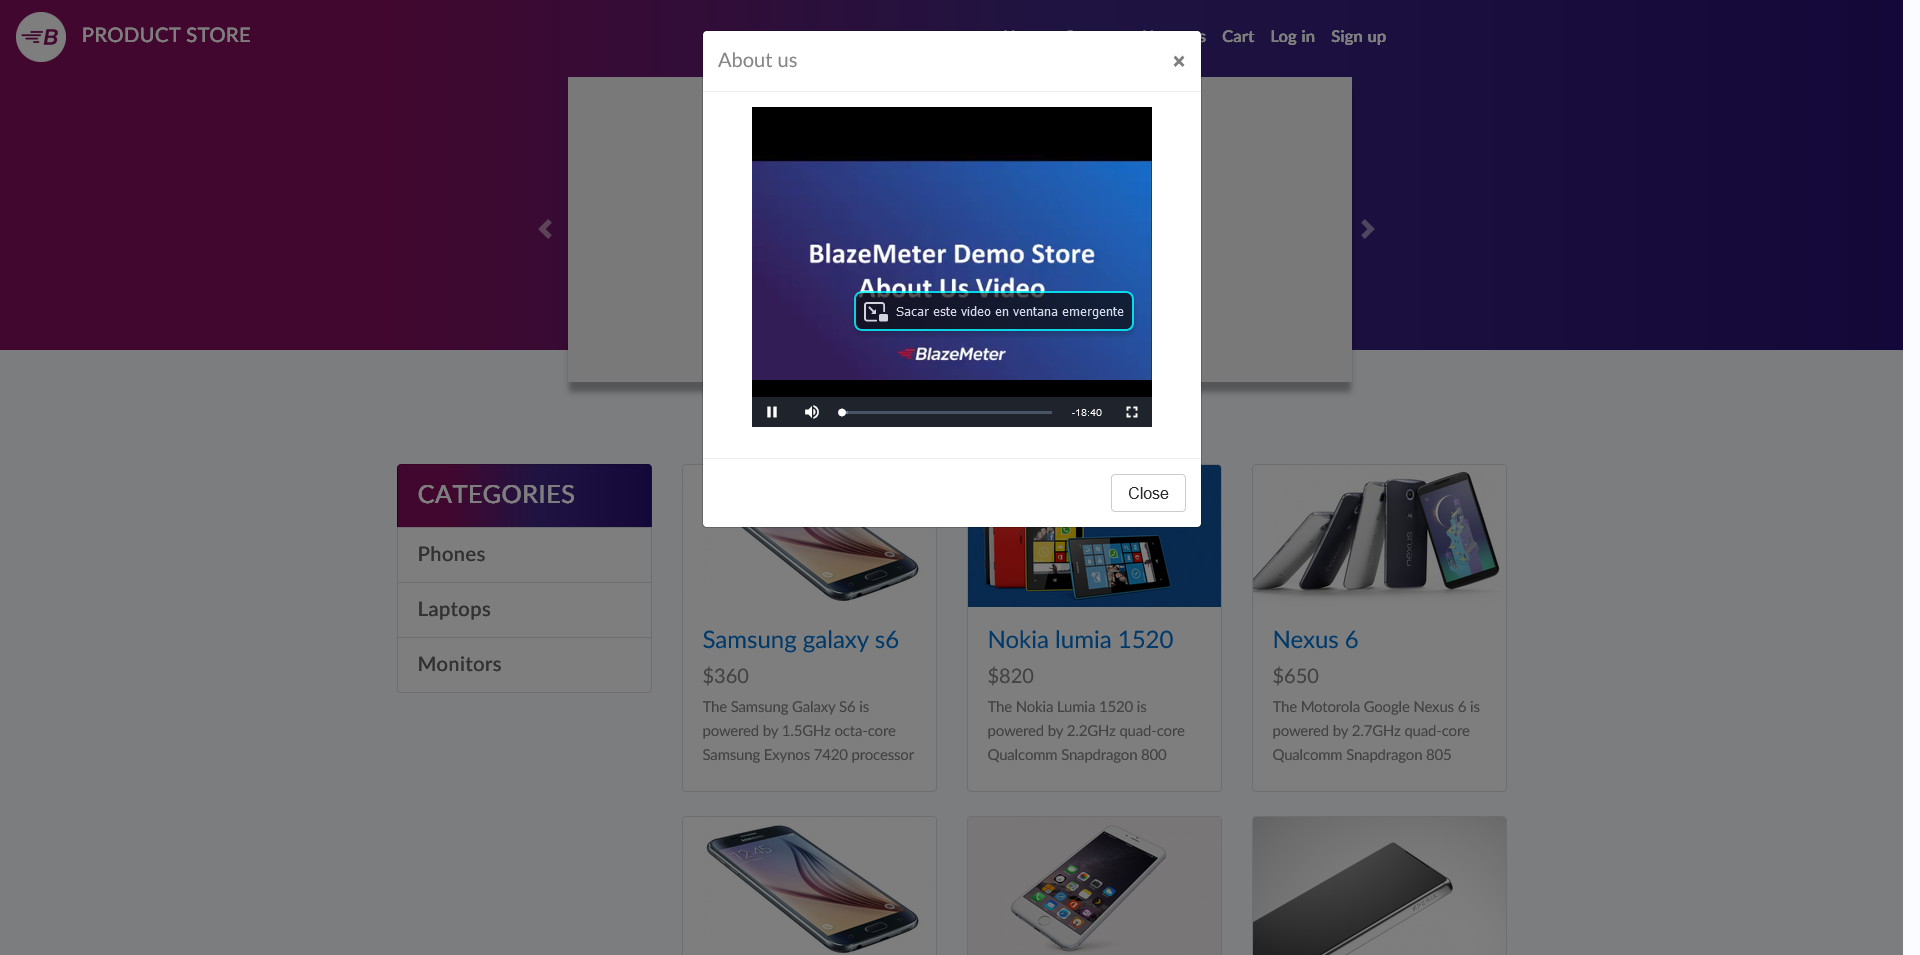 PRODUCT STORE
Cart
Log in
Sign up
About us
×
BlazeMeter Demo Store
About Us Video
Sacar este video en ventana emergente
BlazeMeter
-18:40
Close
CATEGORIES
Phones
Laptops
Monitors
Samsung galaxy s6
$360
The Samsung Galaxy S6 is
powered by 1.5GHz octa-core
Samsung Exynos 7420 processor
Nokia lumia 1520
$820
The Nokia Lumia 1520 is
powered by 2.2GHz quad-core
Qualcomm Snapdragon 800
Nexus 6
$650
The Motorola Google Nexus 6 is
powered by 2.7GHz quad-core
Qualcomm Snapdragon 805
12:45